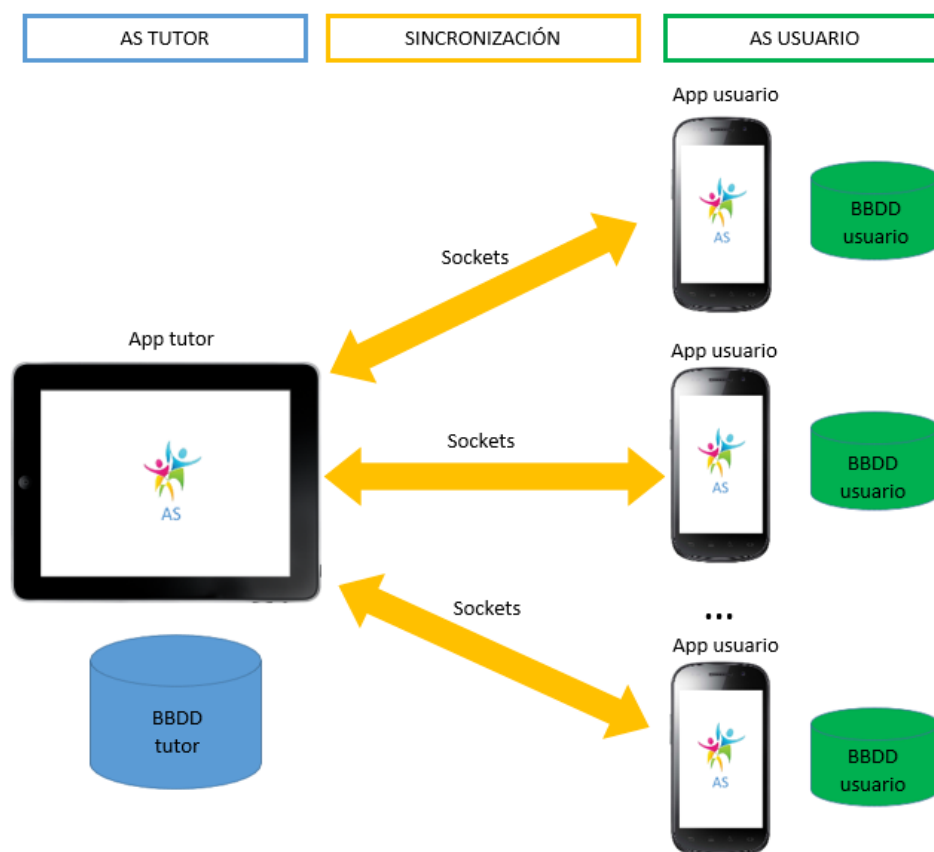 AS TUTOR
SINCRONIZACIÓN
AS USUARIO
App usuario
AS
BBDD
usuario
Sockets
App tutor
AS
App usuario
AS
BBDD
usuario
Sockets
Sockets
...
App usuario
AS
BBDD
usuario
BBDD
tutor